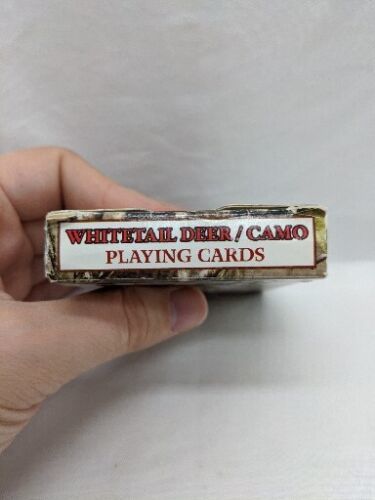 WHITETAIL DEER / CAMO
PLAYING CARDS